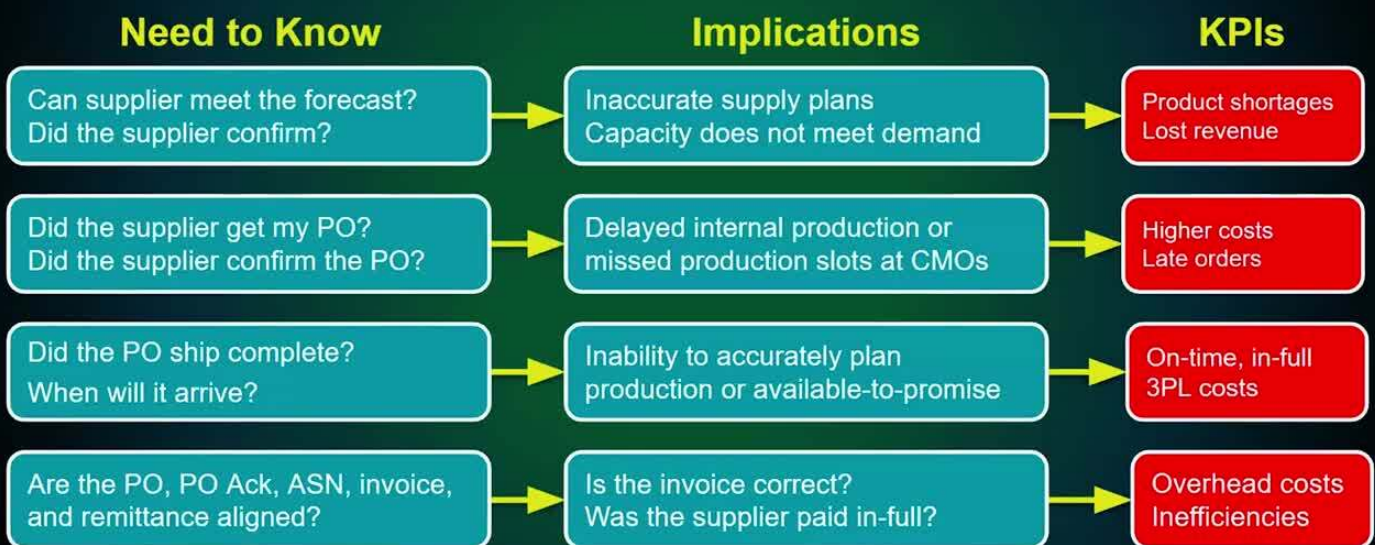 Need to Know
Implications
KPIs
Can supplier meet the forecast?
Did the supplier confirm?
Inaccurate supply plans
Capacity does not meet demand
Product shortages
Lost revenue
Did the supplier get my PO?
Did the supplier confirm the PO?
Delayed internal production or
missed production slots at CMOs
Higher costs
Late orders
Did the PO ship complete?
When will it arrive?
Inability to accurately plan
production or available-to-promise
On-time, in-full
3PL costs
Are the PO, PO Ack, ASN, invoice,
and remittance aligned?
Is the invoice correct?
Was the supplier paid in-full?
Overhead costs
Inefficiencies